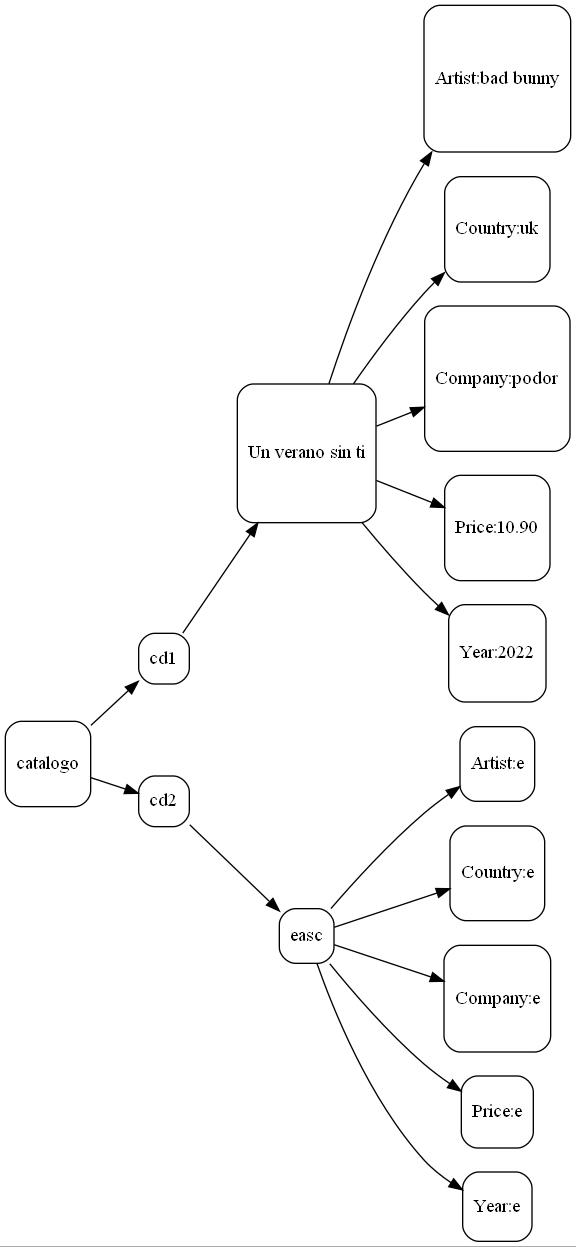 Artist:bad bunny
Country:uk
Company:podor
Un verano sin ti
Price:10.90
Year:2022
cd1
catalogo
Artist:e
cd2
Country:e
easc
Company:e
Price:e
Year:e